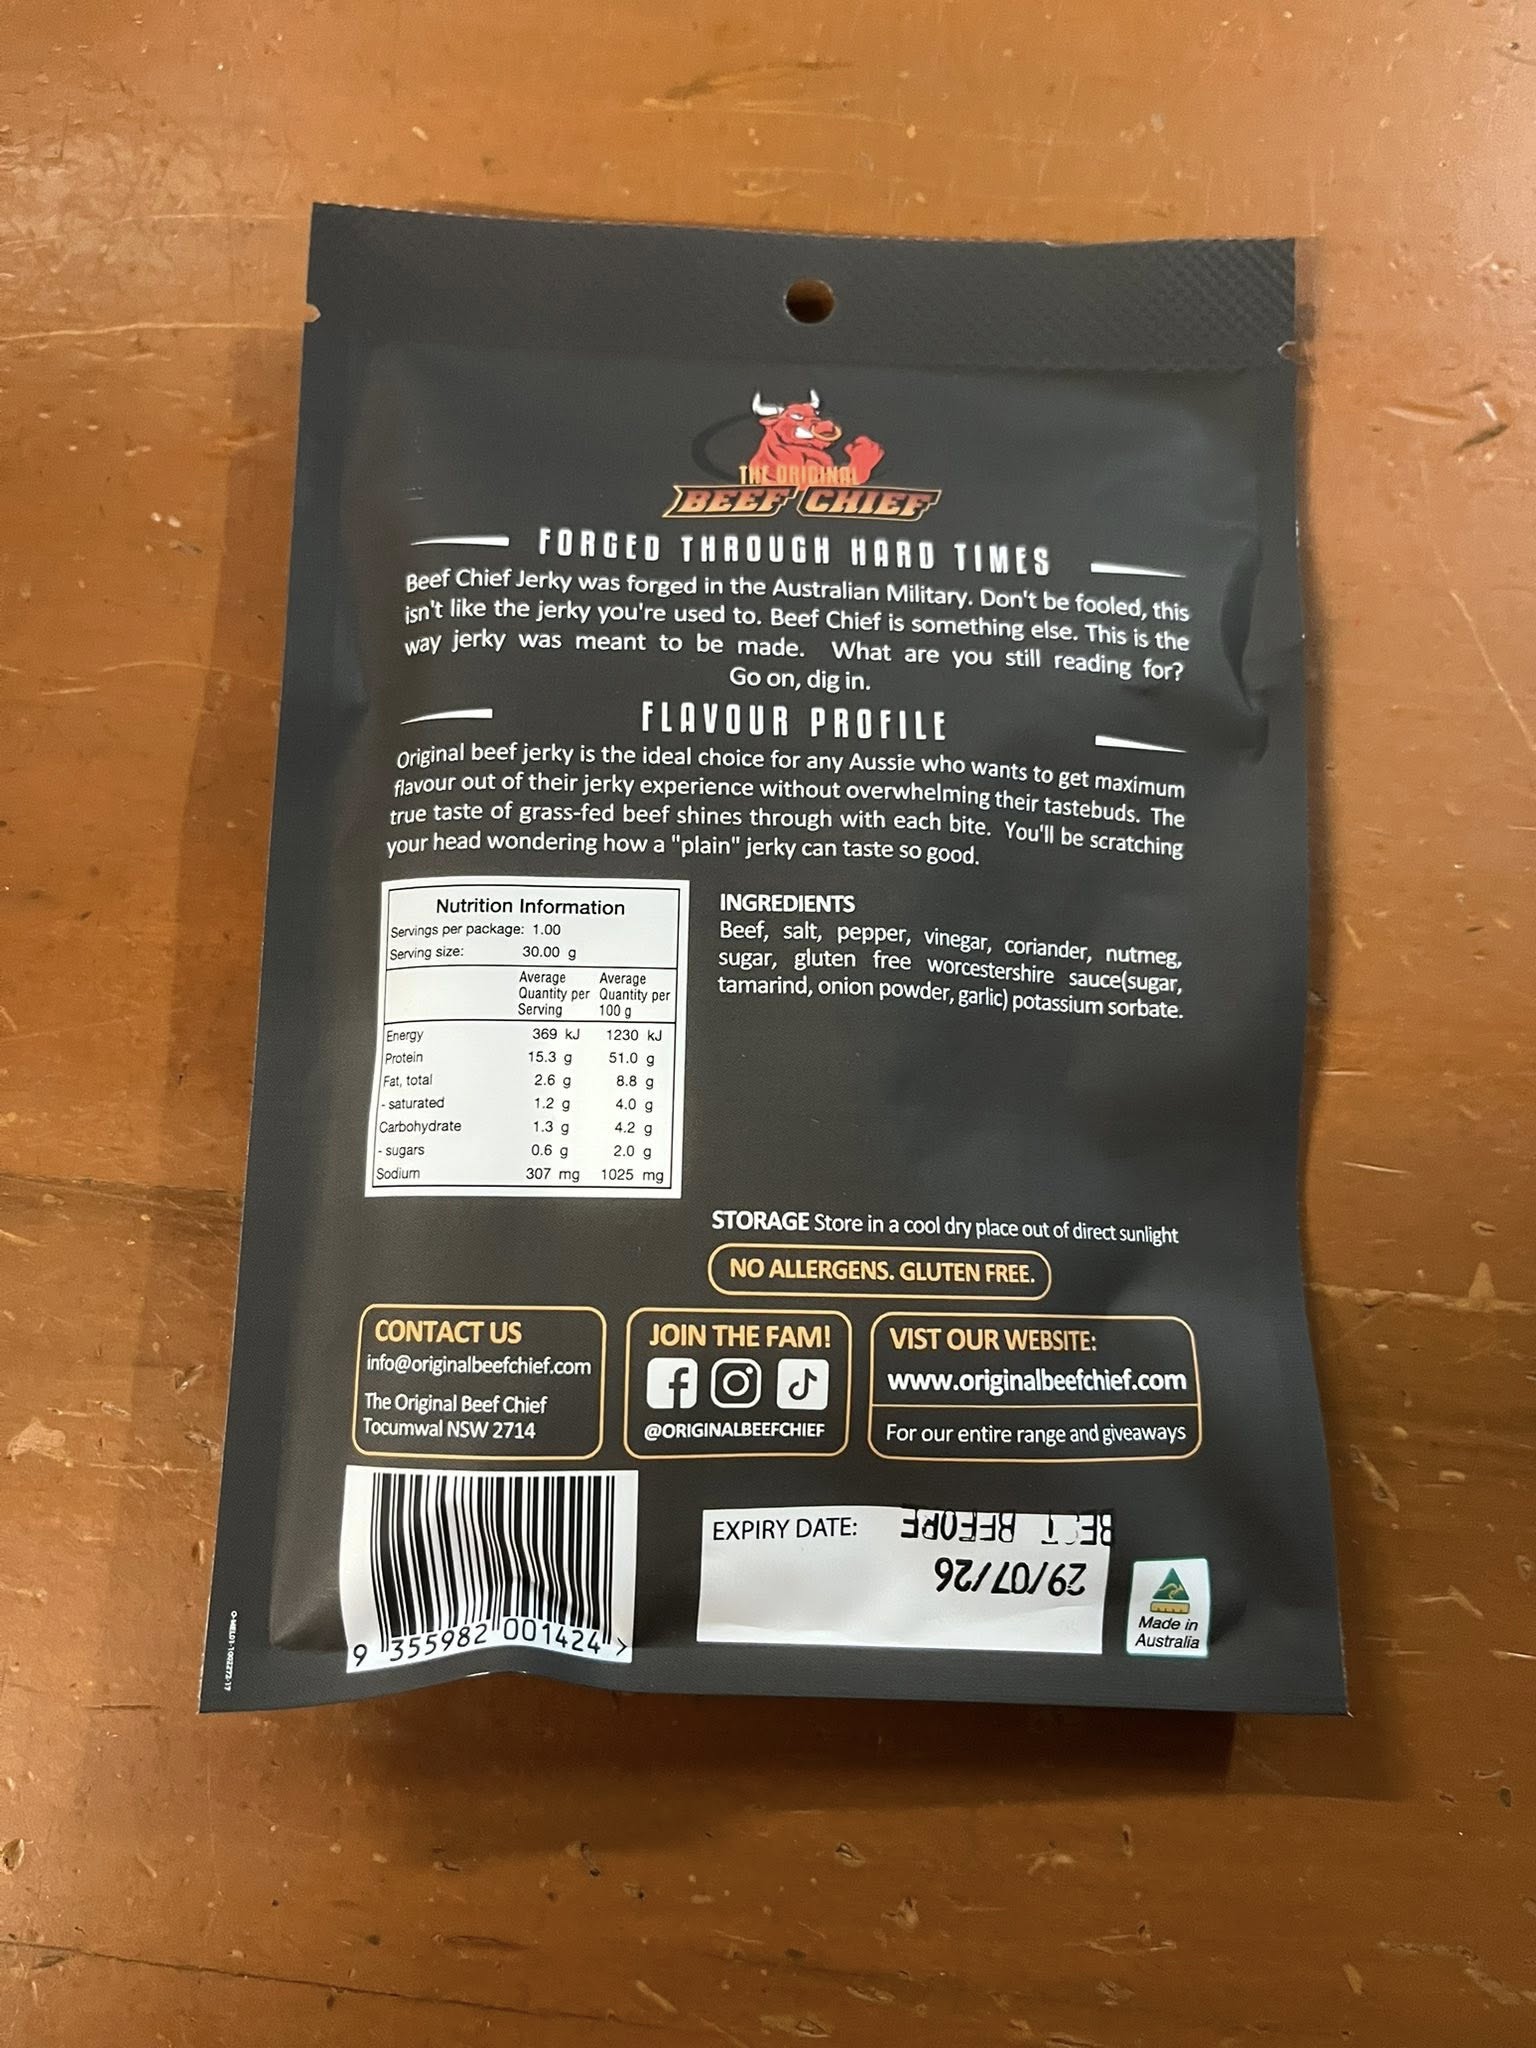 THE ORIGINAL
BEEF CHIEF
FORGED THROUGH HARD TIMES
Beef Chief Jerky was forged in the Australian Military. Don't be fooled, this
isn't like the jerky you're used to. Beef Chief is something else. This is the
way jerky was meant to be made. What are you still reading for?
Go on, dig in.
FLAVOUR PROFILE
Original beef jerky is the ideal choice for any Aussie who wants to get maximum
flavour out of their jerky experience without overwhelming their tastebuds. The
true taste of grass-fed beef shines through with each bite. You'll be scratching
your head wondering how a "plain" jerky can taste so good.
Nutrition Information
Servings per package: 1.00
Serving size: 30.00 g
Average Quantity per Serving Average Quantity per 100 g
Energy 369 kJ 1230 kJ
Protein 15.3 g 51.0 g
Fat, total 2.6 g 8.8 g
- saturated 1.2 g 4.0 g
Carbohydrate 1.3 g 4.2 g
- sugars 0.6 g 2.0 g
Sodium 307 mg 1025 mg
INGREDIENTS
Beef, salt, pepper, vinegar, coriander, nutmeg,
sugar, gluten free worcestershire sauce(sugar,
tamarind, onion powder, garlic) potassium sorbate.
STORAGE Store in a cool dry place out of direct sunlight
NO ALLERGENS. GLUTEN FREE.
CONTACT US
info@originalbeefchief.com
The Original Beef Chief
Tocumwal NSW 2714
JOIN THE FAM!
@ORIGINALBEEFCHIEF
VIST OUR WEBSITE:
www.originalbeefchief.com
For our entire range and giveaways
9 355982 001424 >
EXPIRY DATE:
BEST BEFORE
29/07/26
Made in
Australia